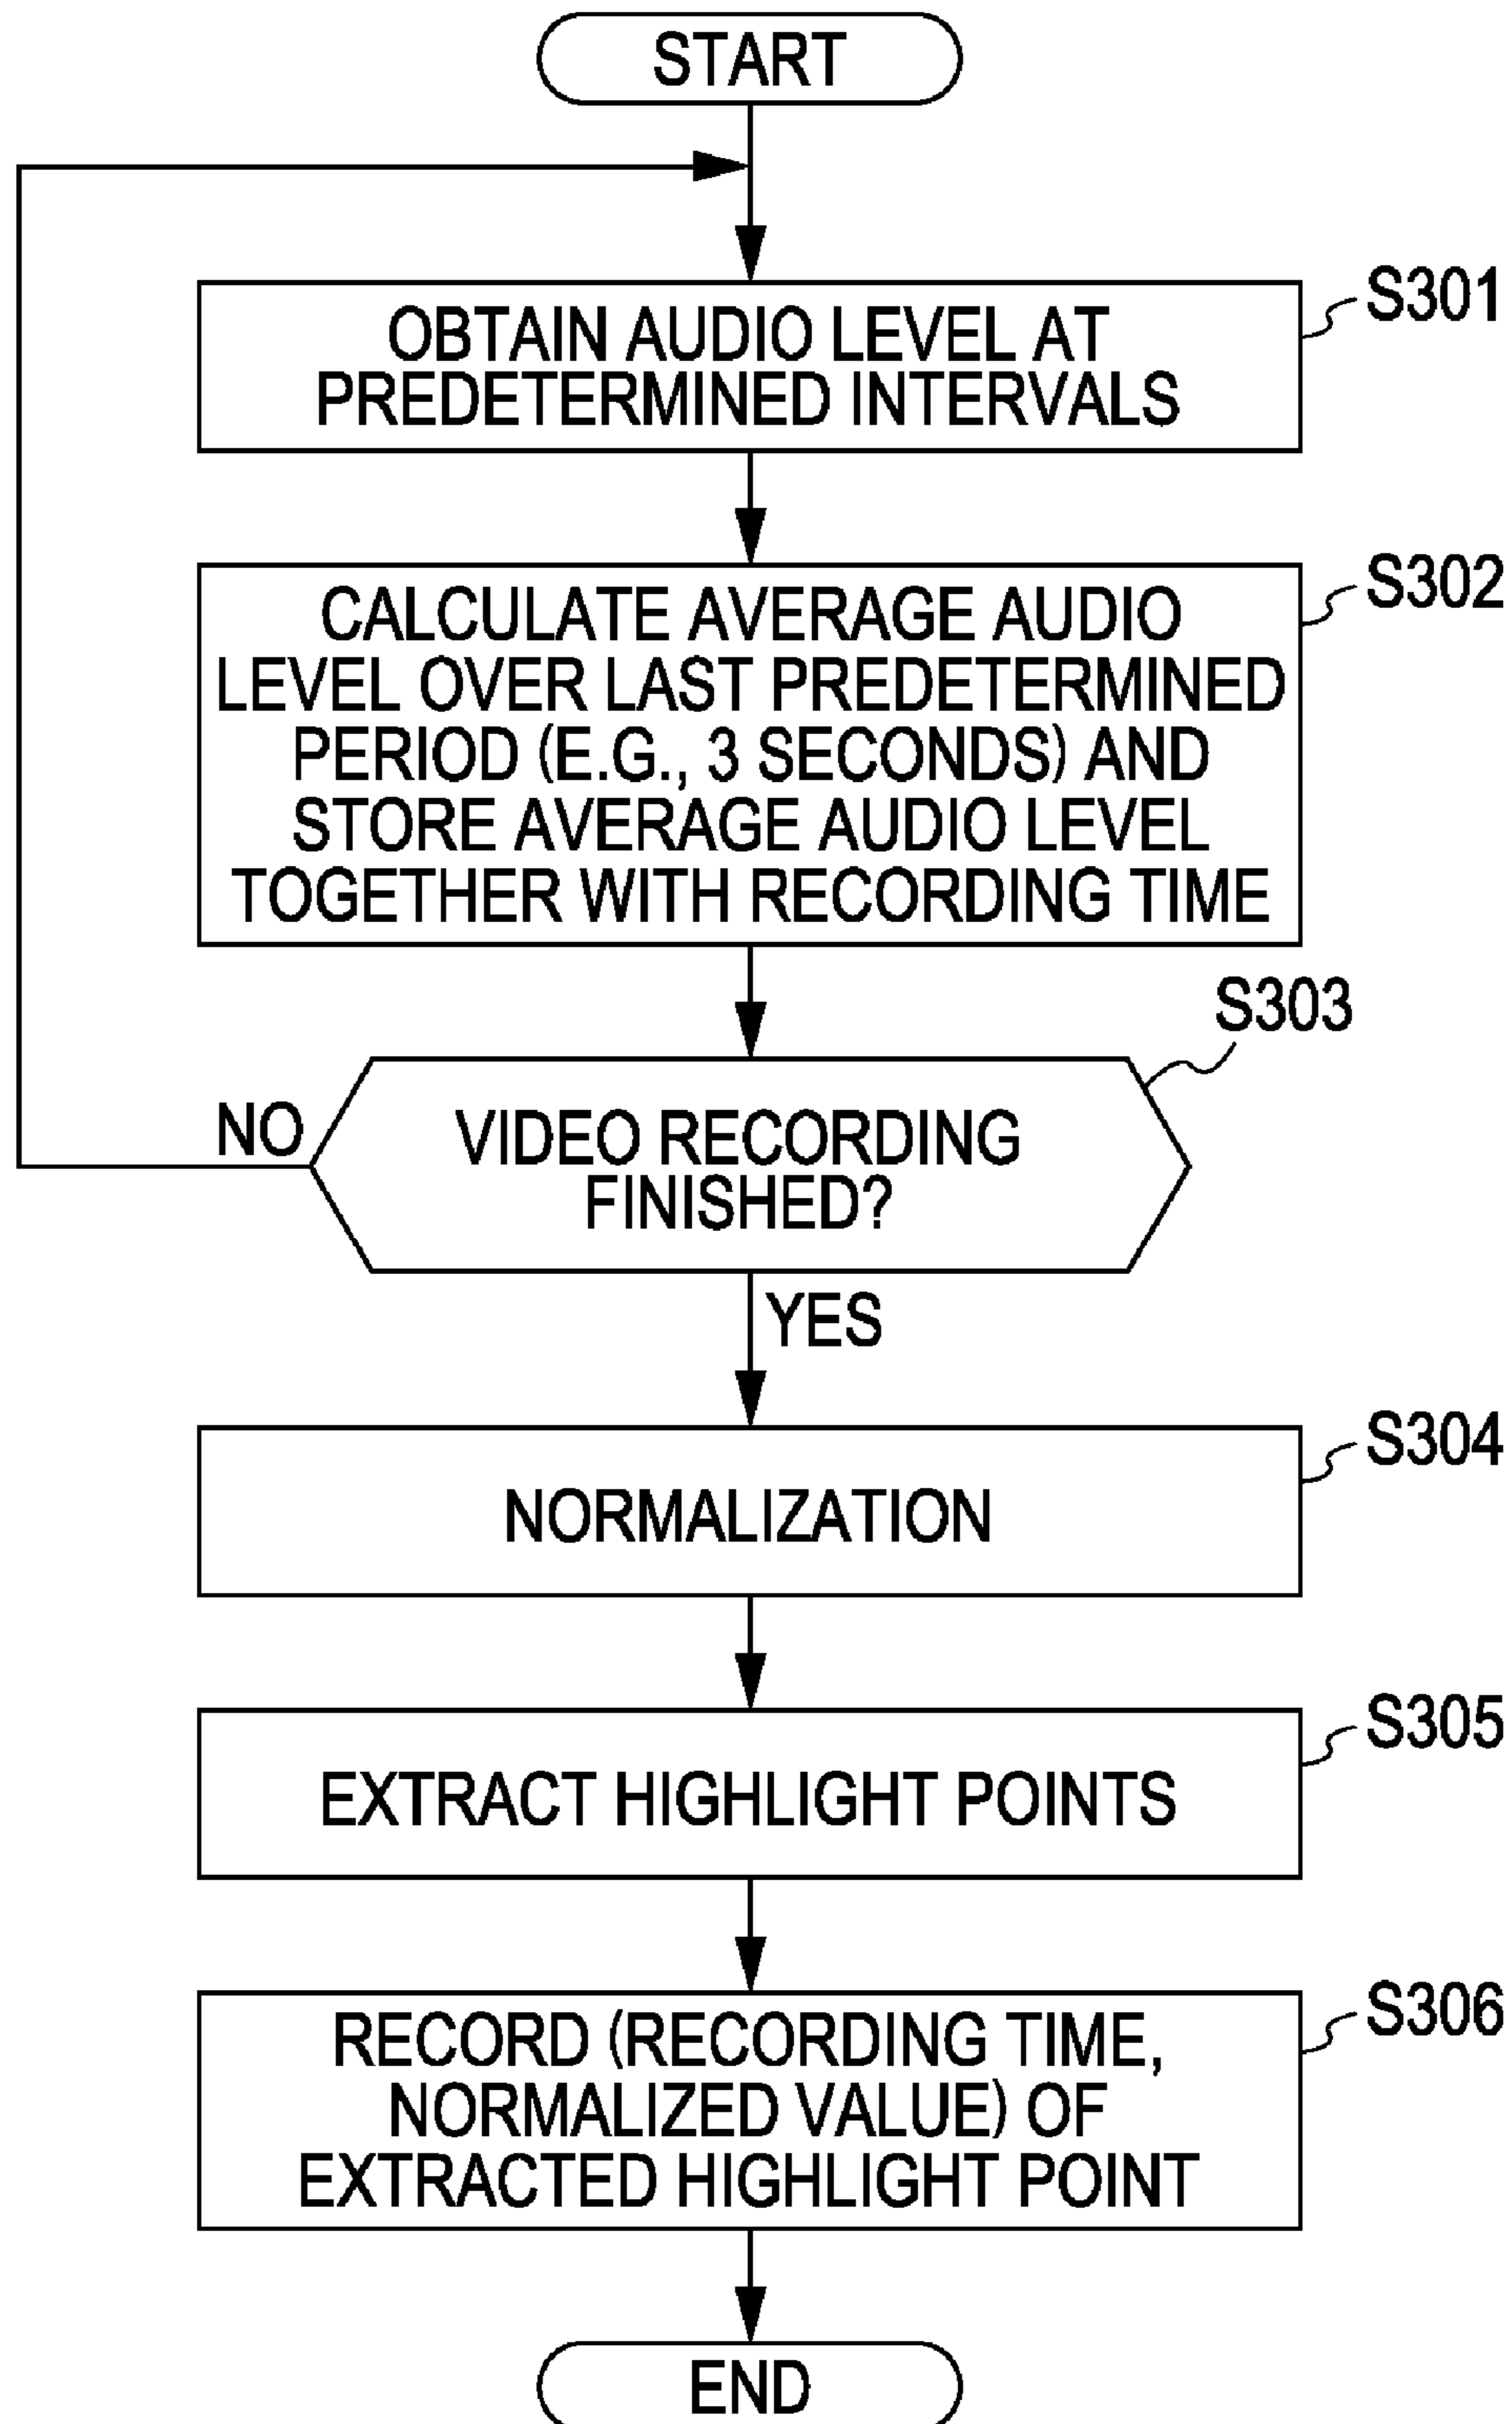 START
OBTAIN AUDIO LEVEL AT
PREDETERMINED INTERVALS
S301
CALCULATE AVERAGE AUDIO
LEVEL OVER LAST PREDETERMINED
PERIOD (E.G., 3 SECONDS) AND
STORE AVERAGE AUDIO LEVEL
TOGETHER WITH RECORDING TIME
S302
S303
NO
VIDEO RECORDING
FINISHED?
YES
NORMALIZATION
S304
EXTRACT HIGHLIGHT POINTS
S305
RECORD (RECORDING TIME,
NORMALIZED VALUE) OF
EXTRACTED HIGHLIGHT POINT
S306
END